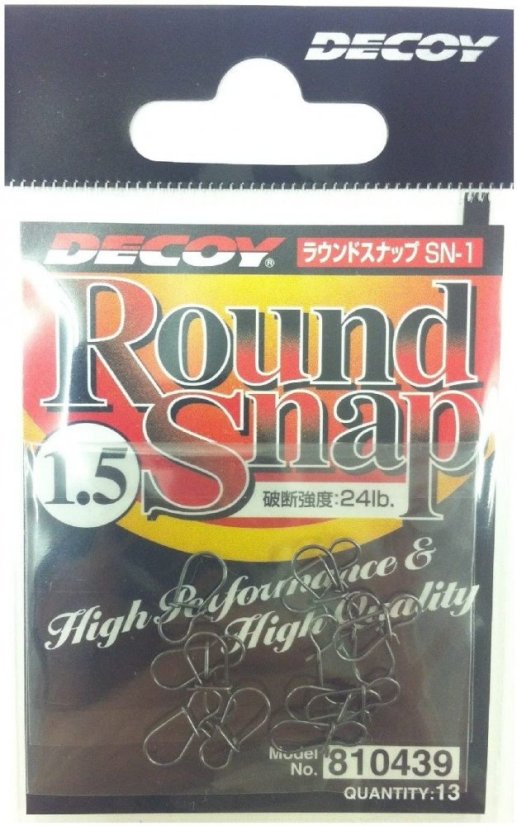 DECOY
DECOY® ラウンドスナップ SN-1
Round
Snap
1.5
破断強度:24lb.
High Performance &
High Quality
Model No. 810439
QUANTITY:13